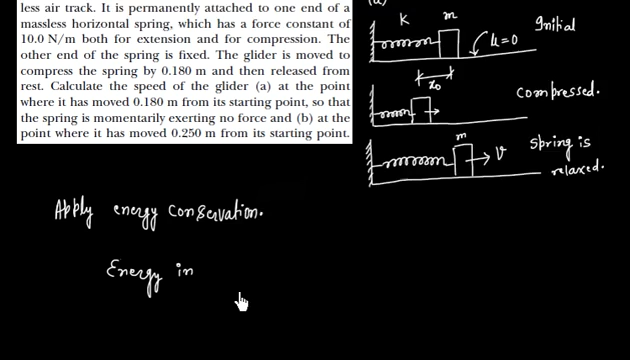 less air track. It is permanently attached to one end of a
massless horizontal spring, which has a force constant of
10.0 N/m both for extension and for compression. The
other end of the spring is fixed. The glider is moved to
compress the spring by 0.180 m and then released from
rest. Calculate the speed of the glider (a) at the point
where it has moved 0.180 m from its starting point, so that
the spring is momentarily exerting no force and (b) at the
point where it has moved 0.250 m from its starting point.
K
m
Initial
μ=0
x₀
compressed.
m
v
Spring is
relaxed.
Apply energy conservation.
Energy in